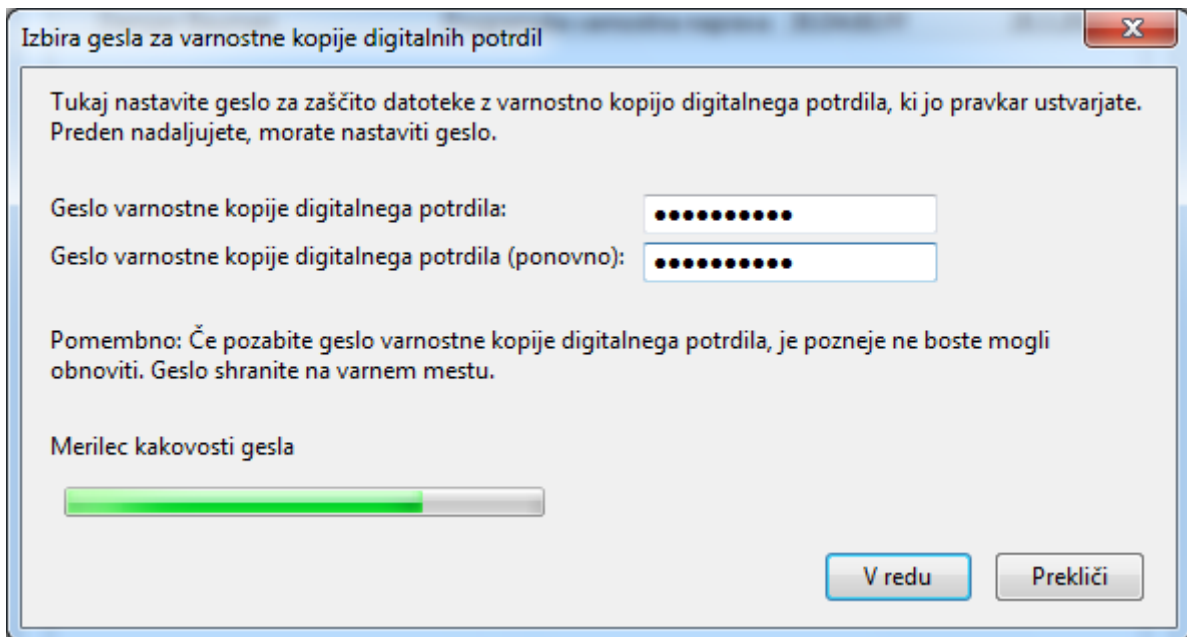 Izbira gesla za varnostne kopije digitalnih potrdil
Tukaj nastavite geslo za zaščito datoteke z varnostno kopijo digitalnega potrdila, ki jo pravkar ustvarjate.
Preden nadaljujete, morate nastaviti geslo.
Geslo varnostne kopije digitalnega potrdila: ●●●●●●●●●●
Geslo varnostne kopije digitalnega potrdila (ponovno): ●●●●●●●●●●
Pomembno: Če pozabite geslo varnostne kopije digitalnega potrdila, je pozneje ne boste mogli
obnoviti. Geslo shranite na varnem mestu.
Merilec kakovosti gesla
V redu Prekliči